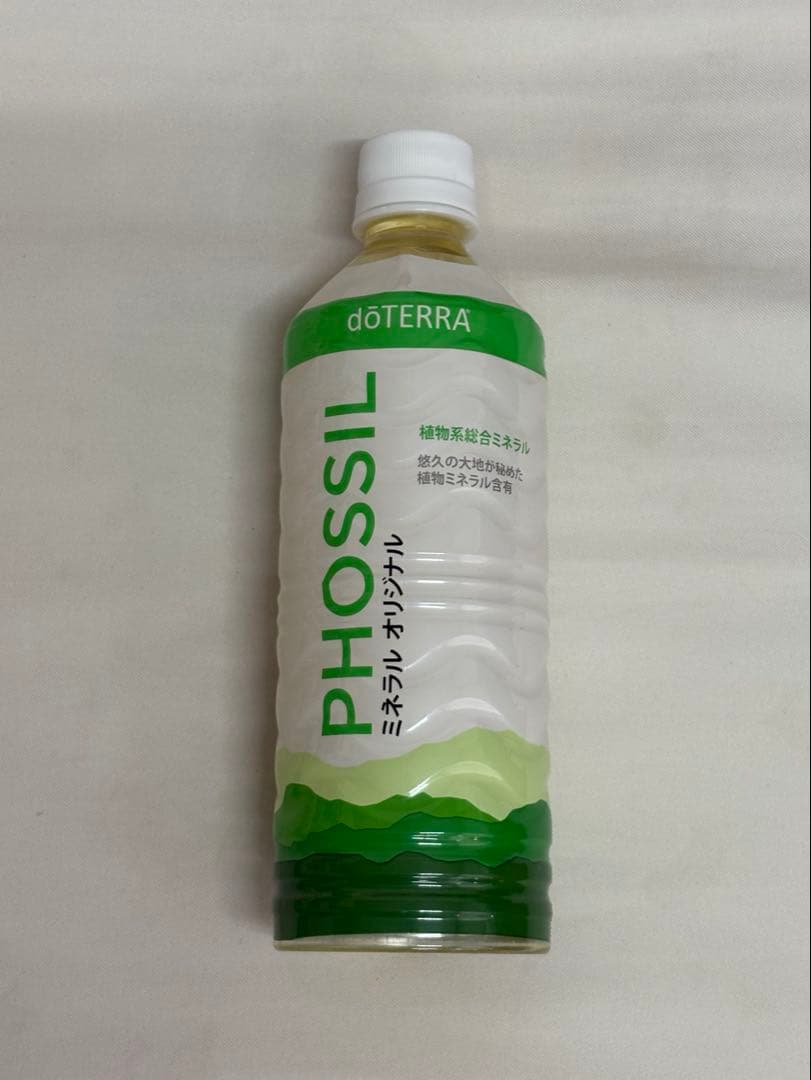 dōTERRA®
PHOSSIL
ミネラル オリジナル
植物系総合ミネラル
悠久の大地が秘めた
植物ミネラル含有